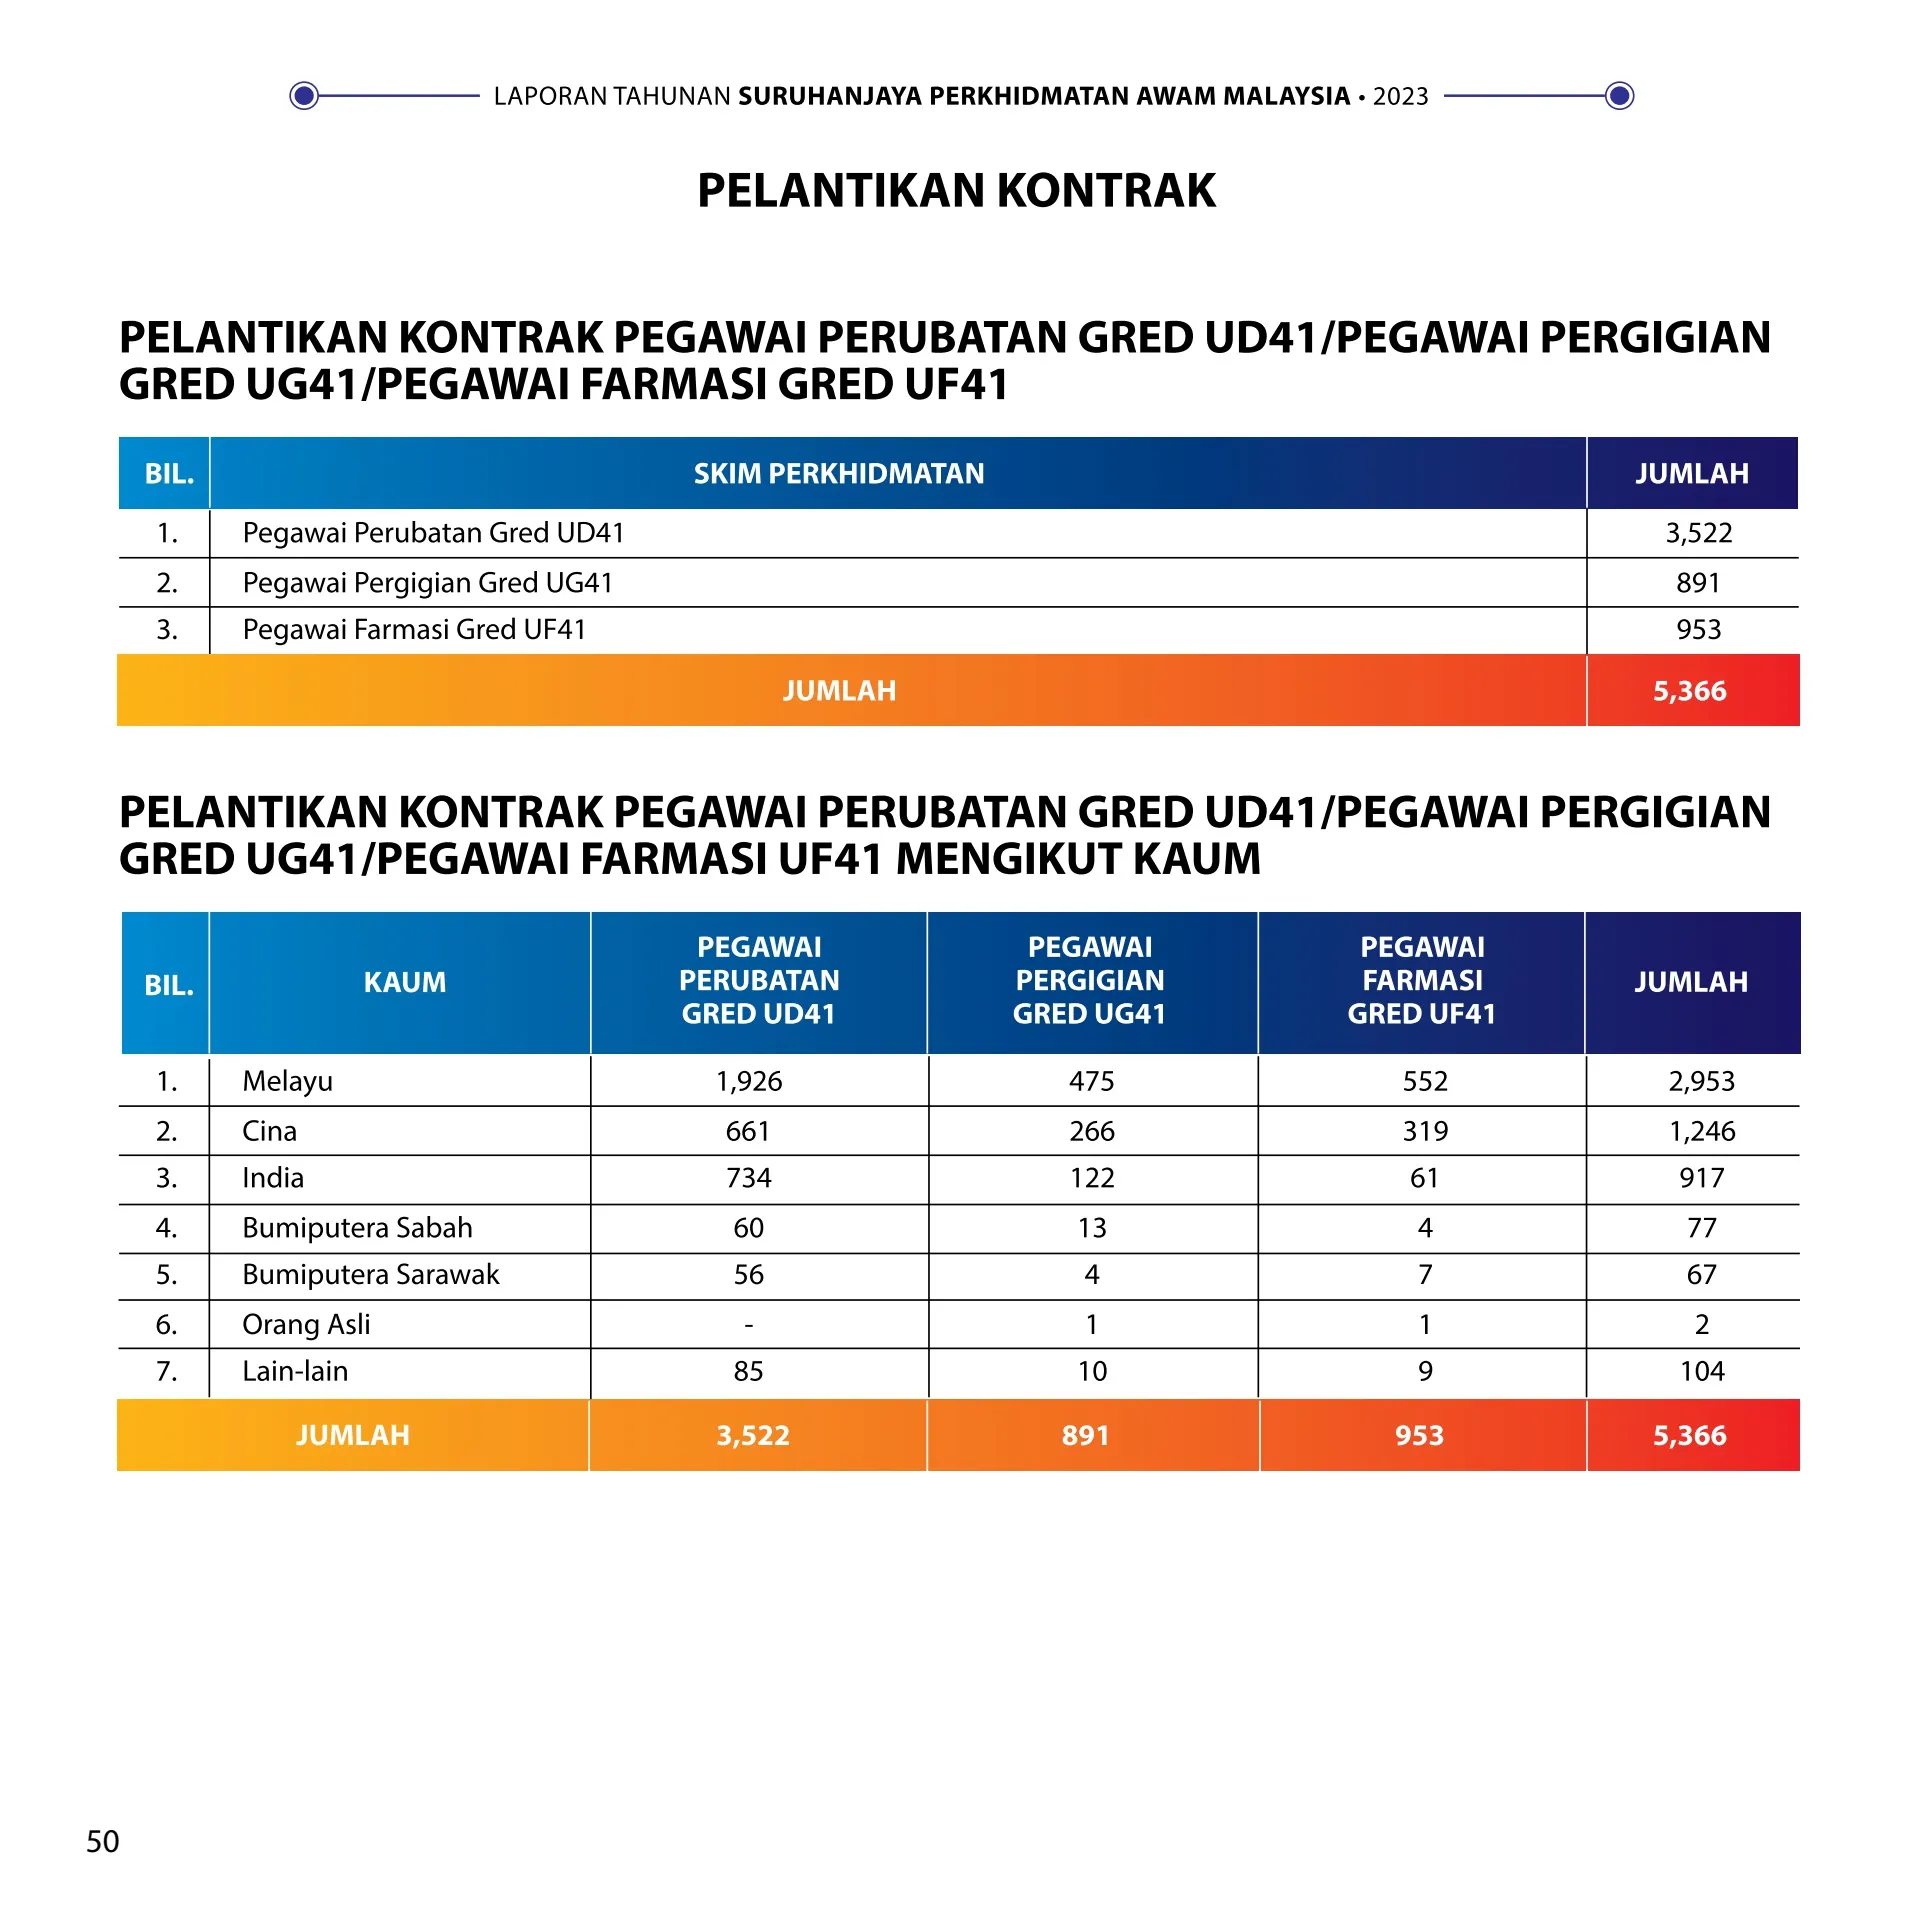 LAPORAN TAHUNAN SURUHANJAYA PERKHIDMATAN AWAM MALAYSIA • 2023
PELANTIKAN KONTRAK
PELANTIKAN KONTRAK PEGAWAI PERUBATAN GRED UD41/PEGAWAI PERGIGIAN
GRED UG41/PEGAWAI FARMASI GRED UF41
BIL. SKIM PERKHIDMATAN JUMLAH
1. Pegawai Perubatan Gred UD41 3,522
2. Pegawai Pergigian Gred UG41 891
3. Pegawai Farmasi Gred UF41 953
JUMLAH 5,366
PELANTIKAN KONTRAK PEGAWAI PERUBATAN GRED UD41/PEGAWAI PERGIGIAN
GRED UG41/PEGAWAI FARMASI UF41 MENGIKUT KAUM
BIL. KAUM PEGAWAI PERUBATAN GRED UD41 PEGAWAI PERGIGIAN GRED UG41 PEGAWAI FARMASI GRED UF41 JUMLAH
1. Melayu 1,926 475 552 2,953
2. Cina 661 266 319 1,246
3. India 734 122 61 917
4. Bumiputera Sabah 60 13 4 77
5. Bumiputera Sarawak 56 4 7 67
6. Orang Asli - 1 1 2
7. Lain-lain 85 10 9 104
JUMLAH 3,522 891 953 5,366
50